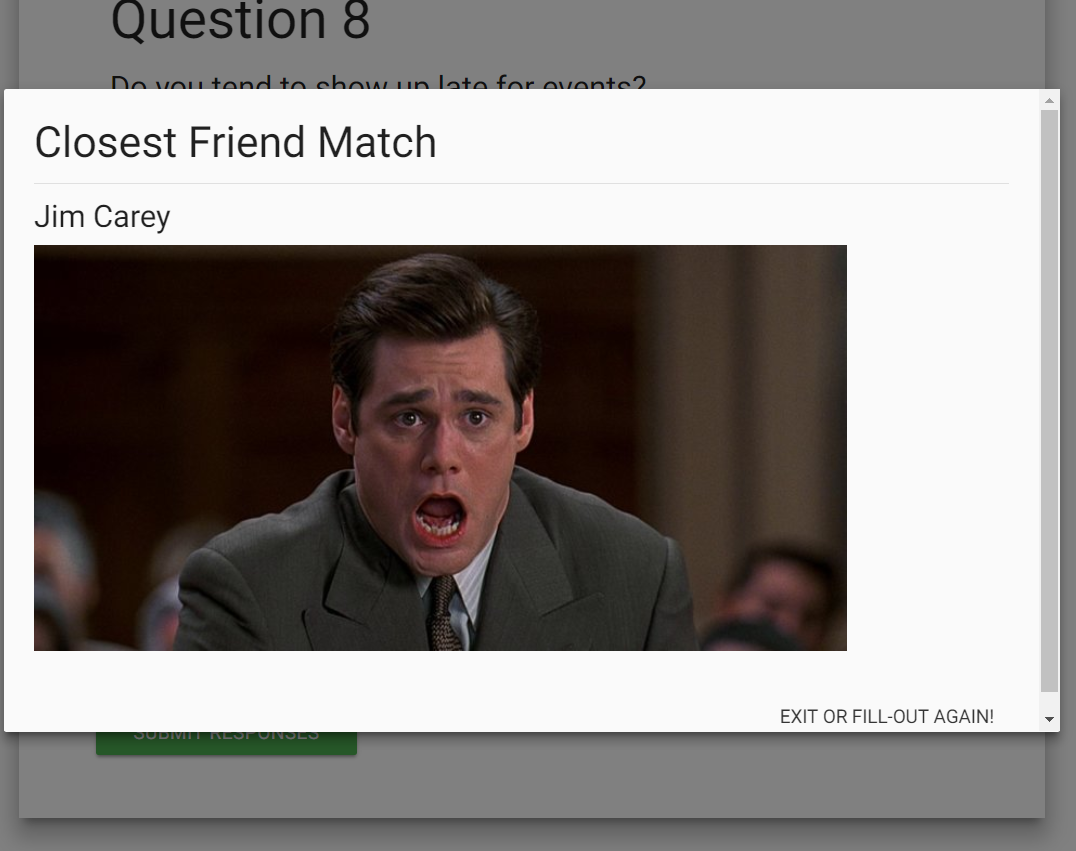 Question 8
Do you tend to show up late for events?
Closest Friend Match
Jim Carey
EXIT OR FILL-OUT AGAIN!
SUBMIT RESPONSES